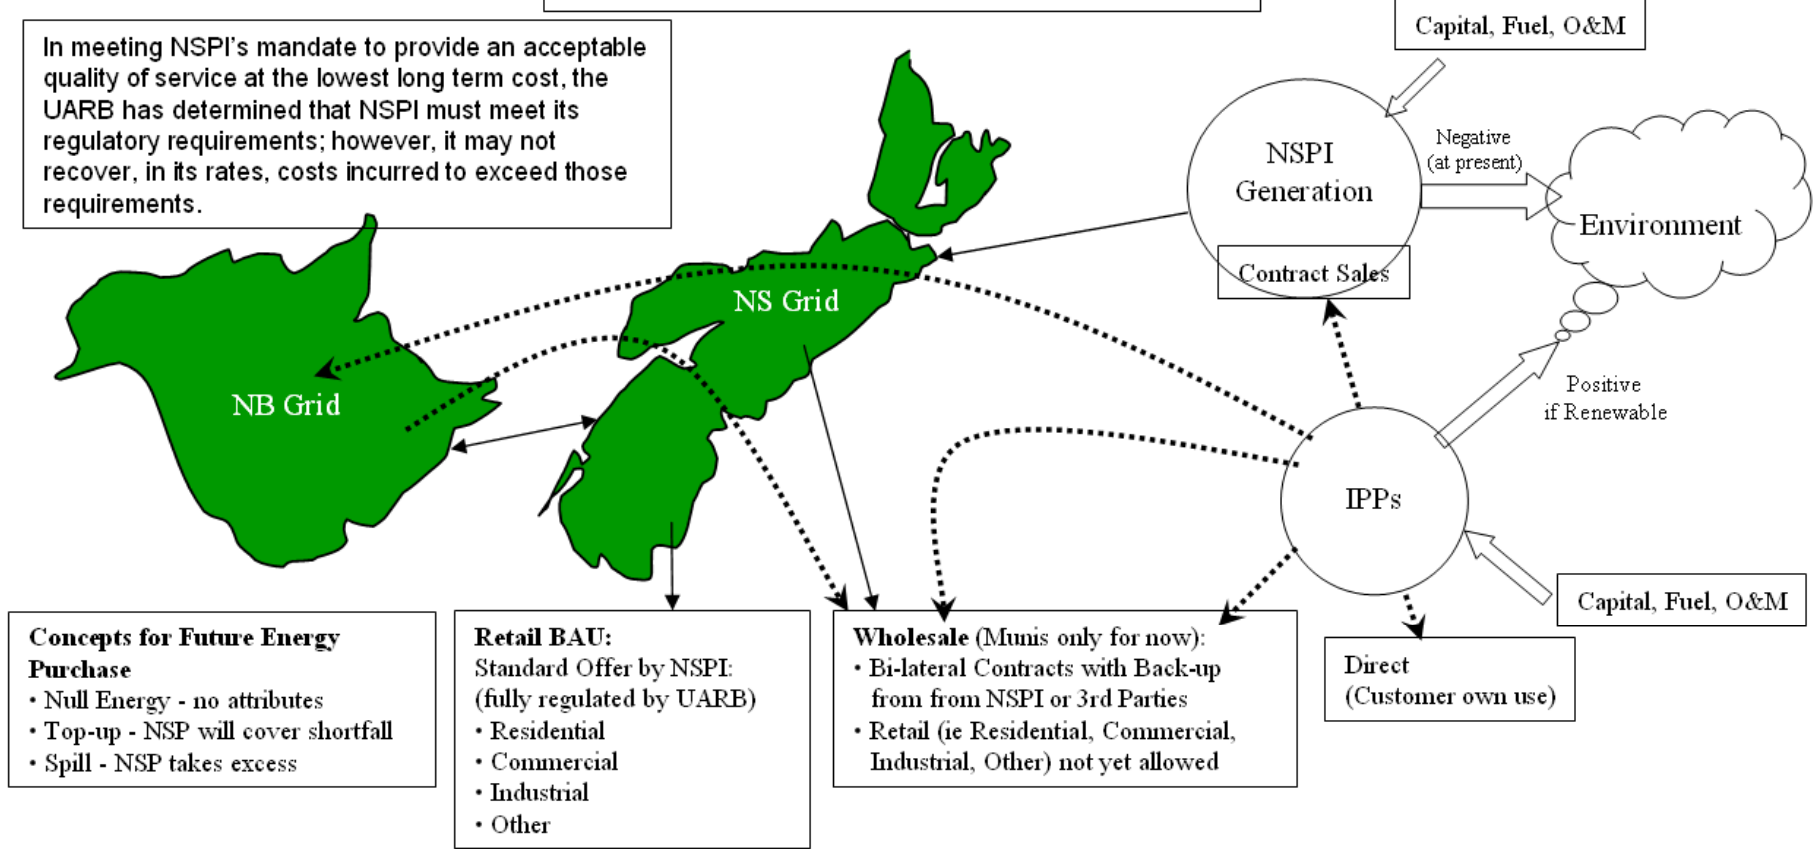 Capital, Fuel, O&M
In meeting NSPI's mandate to provide an acceptable
quality of service at the lowest long term cost, the
UARB has determined that NSPI must meet its
regulatory requirements; however, it may not
recover, in its rates, costs incurred to exceed those
requirements.
NSPI
Generation
Negative
(at present)
Environment
Contract Sales
NS Grid
NB Grid
Positive
if Renewable
IPPs
Capital, Fuel, O&M
Concepts for Future Energy
Purchase
• Null Energy - no attributes
• Top-up - NSP will cover shortfall
• Spill - NSP takes excess
Retail BAU:
Standard Offer by NSPI:
(fully regulated by UARB)
• Residential
• Commercial
• Industrial
• Other
Wholesale (Munis only for now):
• Bi-lateral Contracts with Back-up
from from NSPI or 3rd Parties
• Retail (ie Residential, Commercial,
Industrial, Other) not yet allowed
Direct
(Customer own use)